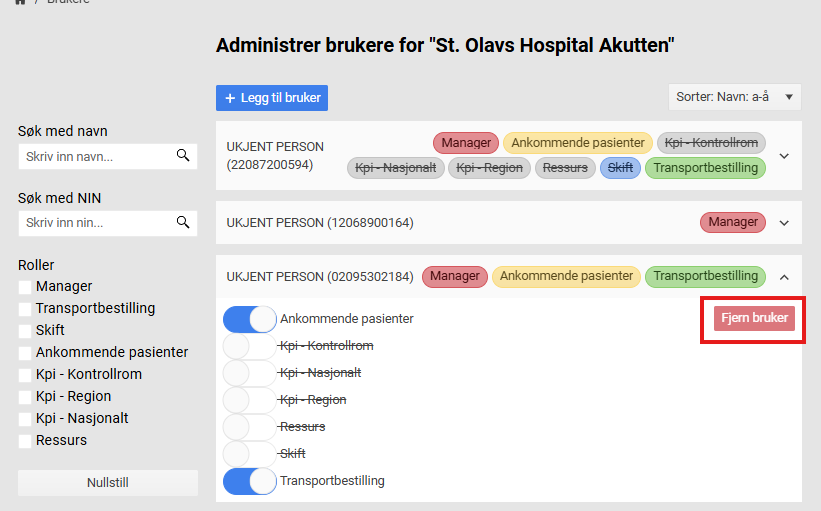 / Brukere
Administrer brukere for "St. Olavs Hospital Akutten"
+ Legg til bruker
Sorter: Navn: a-å
Søk med navn
Skriv inn navn...
Søk med NIN
Skriv inn nin...
Roller
Manager
Transportbestilling
Skift
Ankommende pasienter
Kpi - Kontrollrom
Kpi - Region
Kpi - Nasjonalt
Ressurs
Nullstill
UKJENT PERSON
(22087200594)
Manager Ankommende pasienter Kpi - Kontrollrom
Kpi - Nasjonalt Kpi - Region Ressurs Skift Transportbestilling
UKJENT PERSON (12068900164) Manager
UKJENT PERSON (02095302184) Manager Ankommende pasienter Transportbestilling
Ankommende pasienter
Fjern bruker
Kpi - Kontrollrom
Kpi - Nasjonalt
Kpi - Region
Ressurs
Skift
Transportbestilling